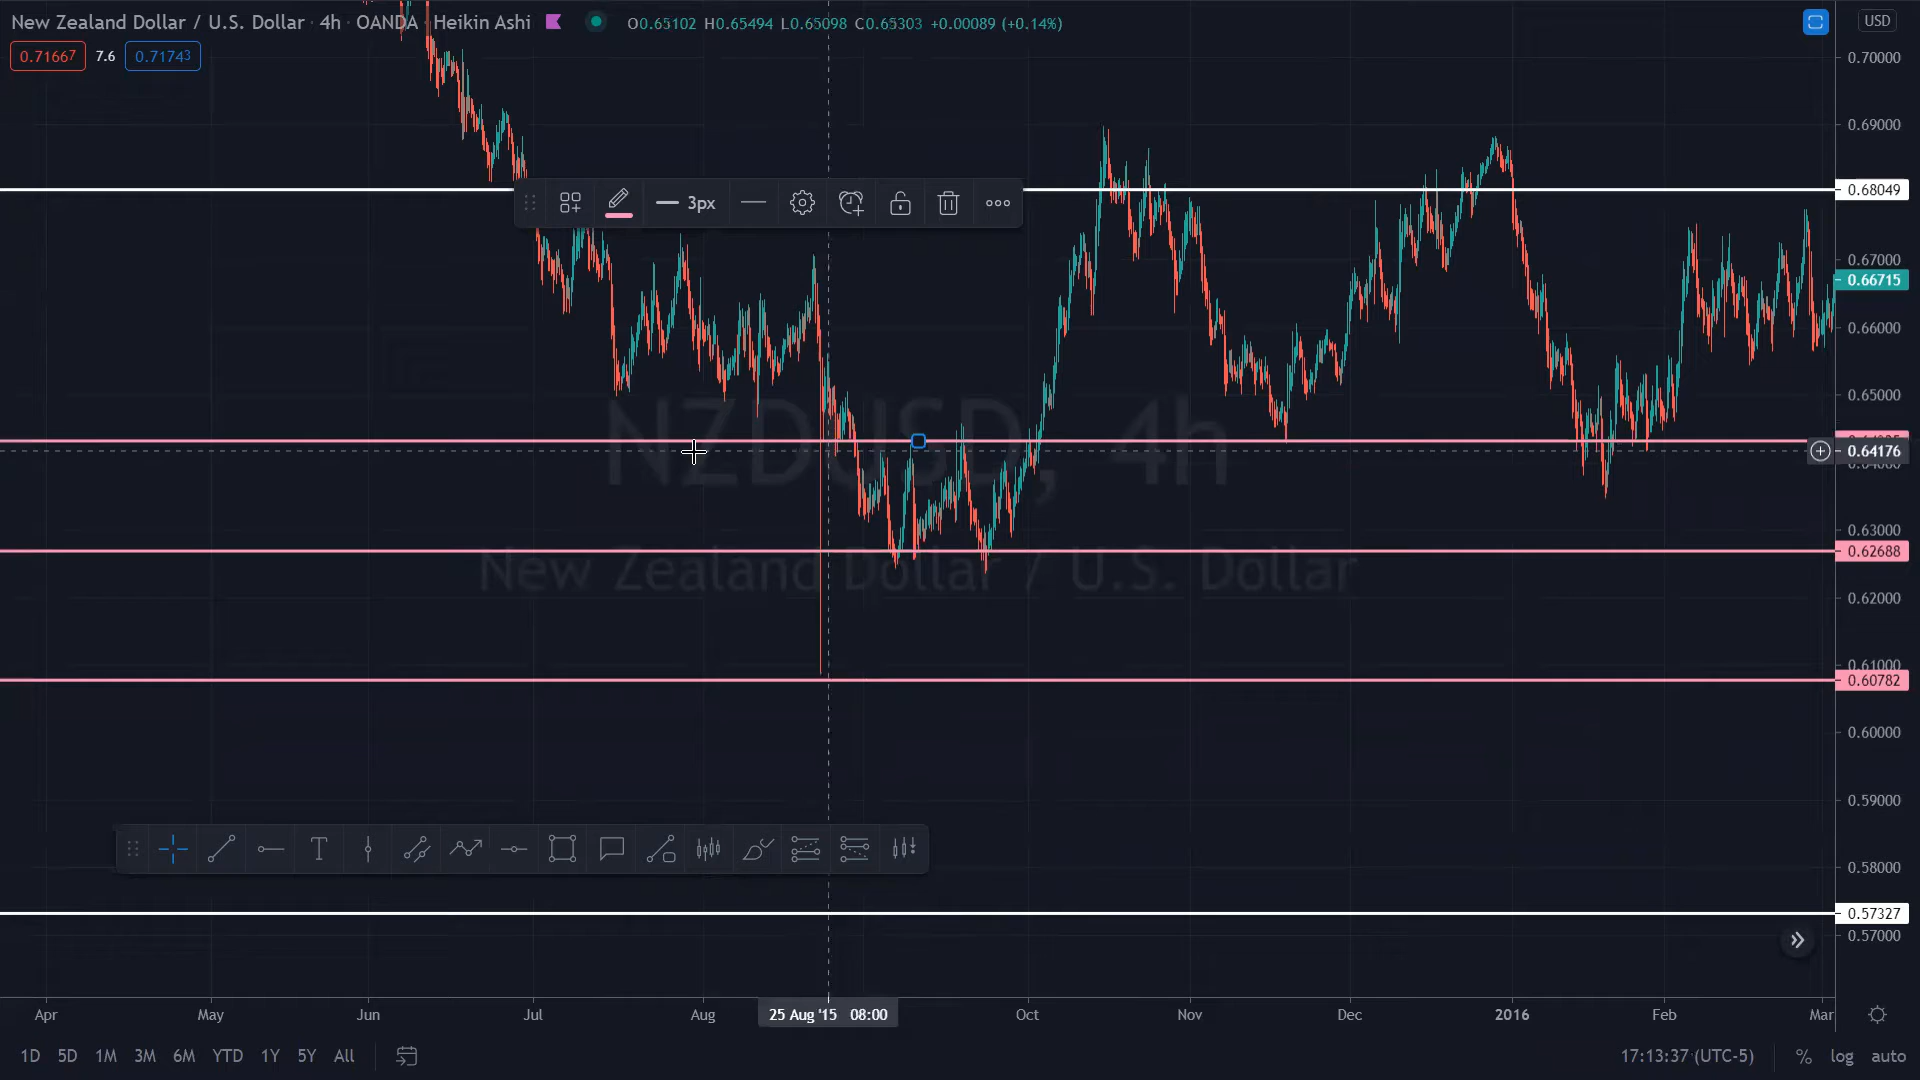 New Zealand Dollar / U.S. Dollar · 4h · OANDA · Heikin Ashi
O0.65102 H0.65494 L0.65098 C0.65303 +0.00089 (+0.14%)
USD
0.71667 7.6 0.71743
0.70000
0.69000
0.68049
3px
0.67000
0.66715
0.66000
0.65000
NZDUSD, 4h
0.64176
0.64000
0.63000
0.62688
New Zealand Dollar / U.S. Dollar
0.62000
0.61000
0.60782
0.60000
0.59000
0.58000
0.57327
0.57000
Apr May Jun Jul Aug 25 Aug '15 08:00 Oct Nov Dec 2016 Feb Mar
1D 5D 1M 3M 6M YTD 1Y 5Y All 17:13:37 (UTC-5) % log auto